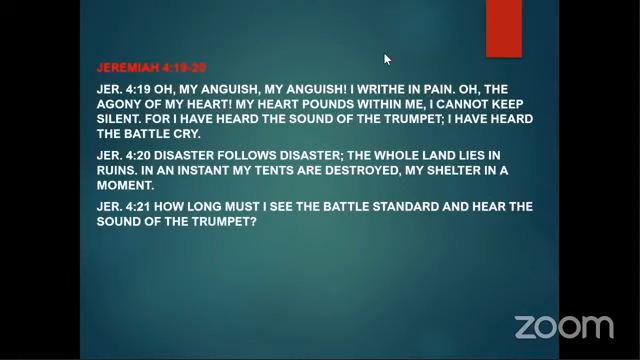 JEREMIAH 4:19-20
JER. 4:19 OH, MY ANGUISH, MY ANGUISH! I WRITHE IN PAIN. OH, THE
AGONY OF MY HEART! MY HEART POUNDS WITHIN ME, I CANNOT KEEP
SILENT. FOR I HAVE HEARD THE SOUND OF THE TRUMPET; I HAVE HEARD
THE BATTLE CRY.
JER. 4:20 DISASTER FOLLOWS DISASTER; THE WHOLE LAND LIES IN
RUINS. IN AN INSTANT MY TENTS ARE DESTROYED, MY SHELTER IN A
MOMENT.
JER. 4:21 HOW LONG MUST I SEE THE BATTLE STANDARD AND HEAR THE
SOUND OF THE TRUMPET?
zoom